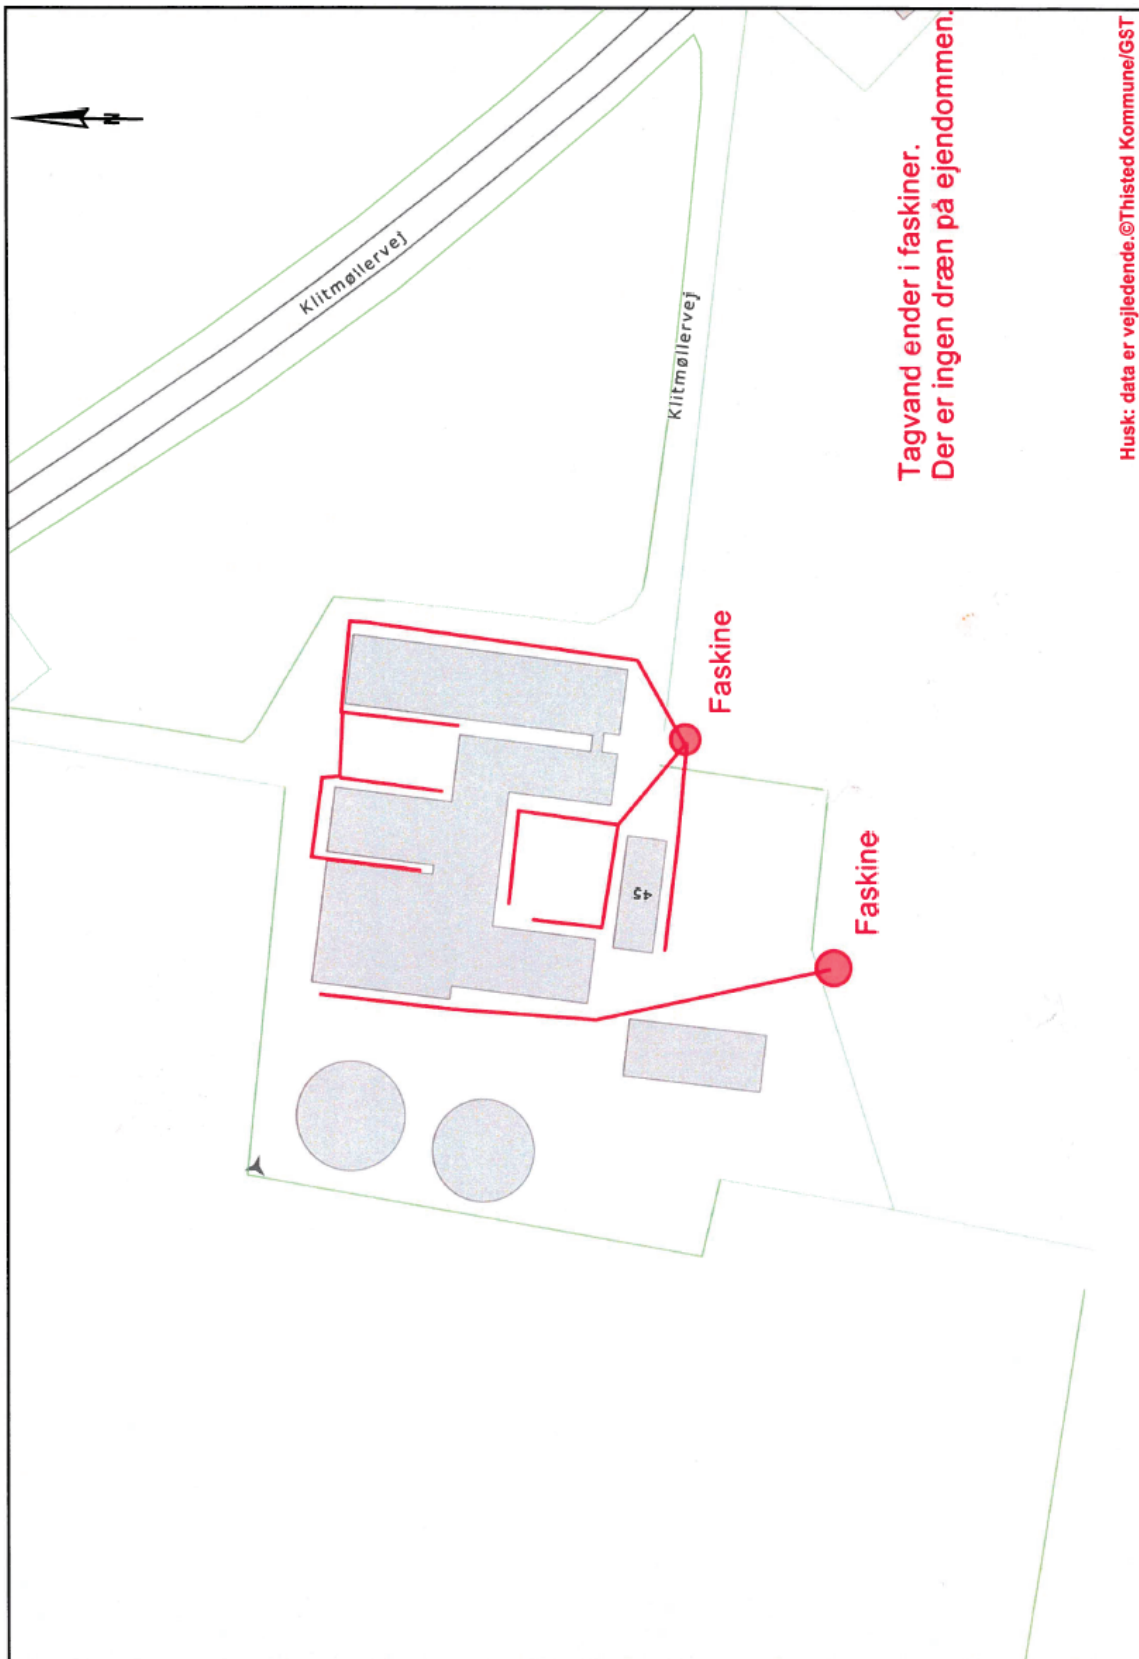 N
Klitmøllervej
Klitmøllervej
Tagvand ender i faskiner.
Der er ingen dræn på ejendommen.
Faskine
45
Faskine
Husk: data er vejledende.©Thisted Kommune/GST